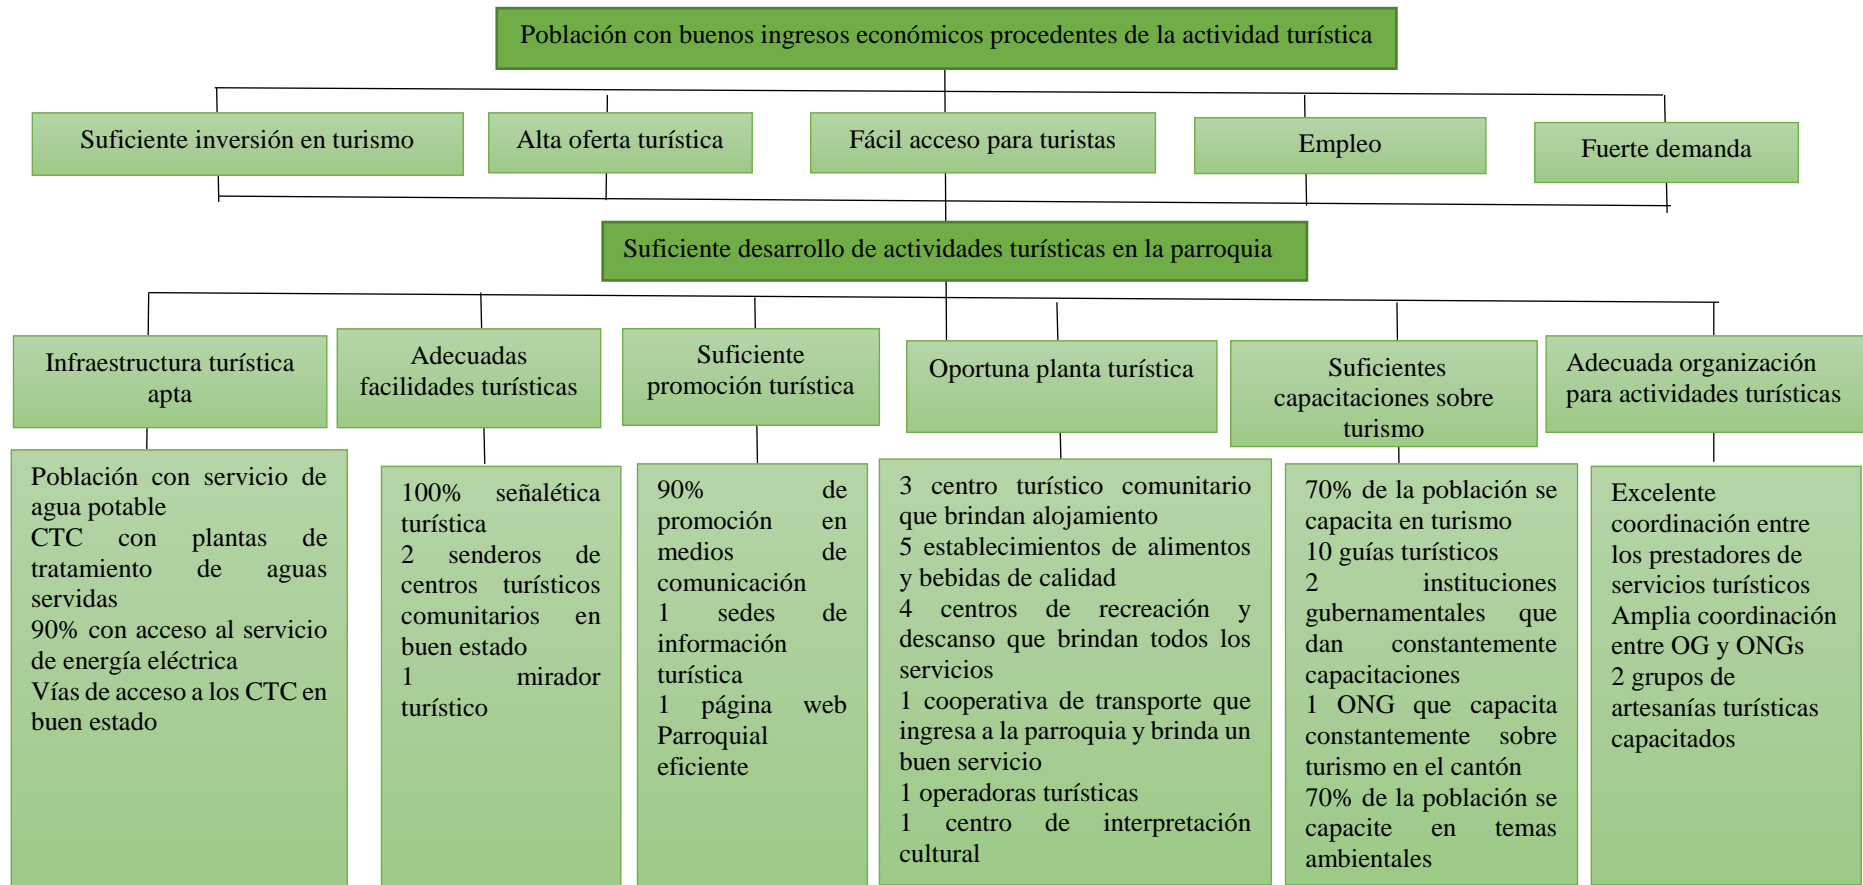 Población con buenos ingresos económicos procedentes de la actividad turística
Suficiente inversión en turismo
Alta oferta turística
Fácil acceso para turistas
Empleo
Fuerte demanda
Suficiente desarrollo de actividades turísticas en la parroquia
Infraestructura turística
apta
Adecuadas
facilidades turísticas
Suficiente
promoción turística
Oportuna planta turística
Suficientes
capacitaciones sobre
turismo
Adecuada organización
para actividades turísticas
Población con servicio de
agua potable
CTC con plantas de
tratamiento de aguas
servidas
90% con acceso al servicio
de energía eléctrica
Vías de acceso a los CTC en
buen estado
100% señalética
turística
2 senderos de
centros turísticos
comunitarios en
buen estado
1 mirador
turístico
90% de
promoción en
medios de
comunicación
1 sedes de
información
turística
1 página web
Parroquial
eficiente
3 centro turístico comunitario
que brindan alojamiento
5 establecimientos de alimentos
y bebidas de calidad
4 centros de recreación y
descanso que brindan todos los
servicios
1 cooperativa de transporte que
ingresa a la parroquia y brinda un
buen servicio
1 operadoras turísticas
1 centro de interpretación
cultural
70% de la población se
capacita en turismo
10 guías turísticos
2 instituciones
gubernamentales que
dan constantemente
capacitaciones
1 ONG que capacita
constantemente sobre
turismo en el cantón
70% de la población se
capacite en temas
ambientales
Excelente
coordinación entre
los prestadores de
servicios turísticos
Amplia coordinación
entre OG y ONGs
2 grupos de
artesanías turísticas
capacitados